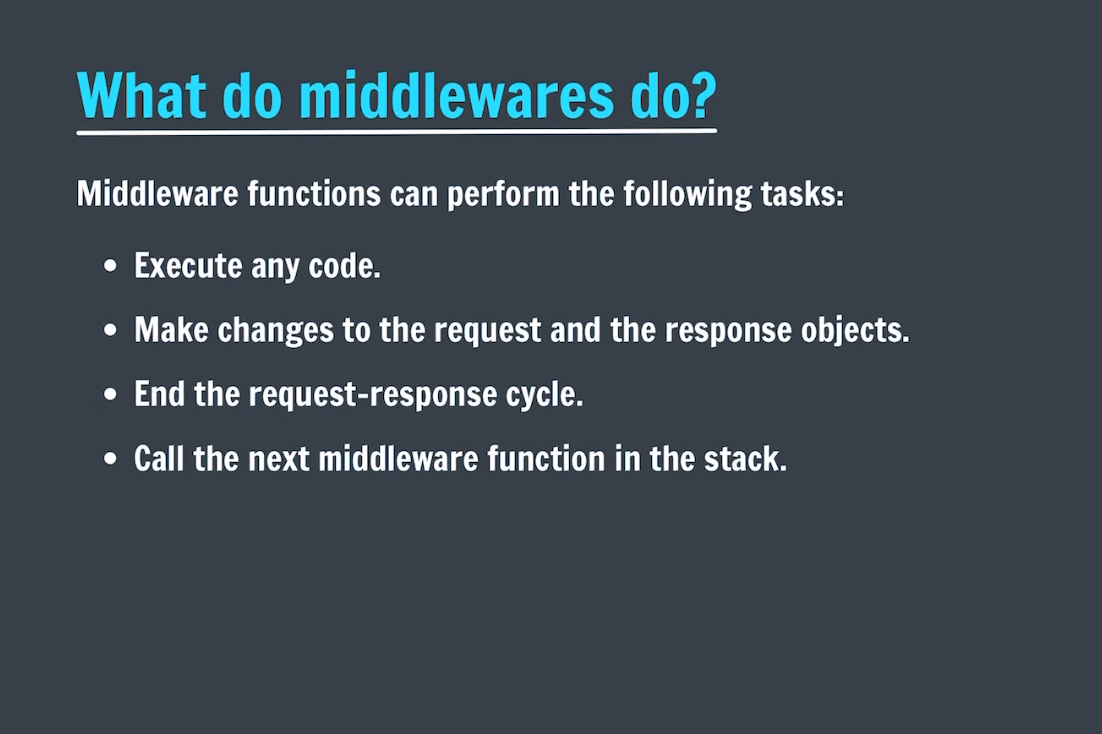 What do middlewares do?
Middleware functions can perform the following tasks:
• Execute any code.
• Make changes to the request and the response objects.
• End the request-response cycle.
• Call the next middleware function in the stack.